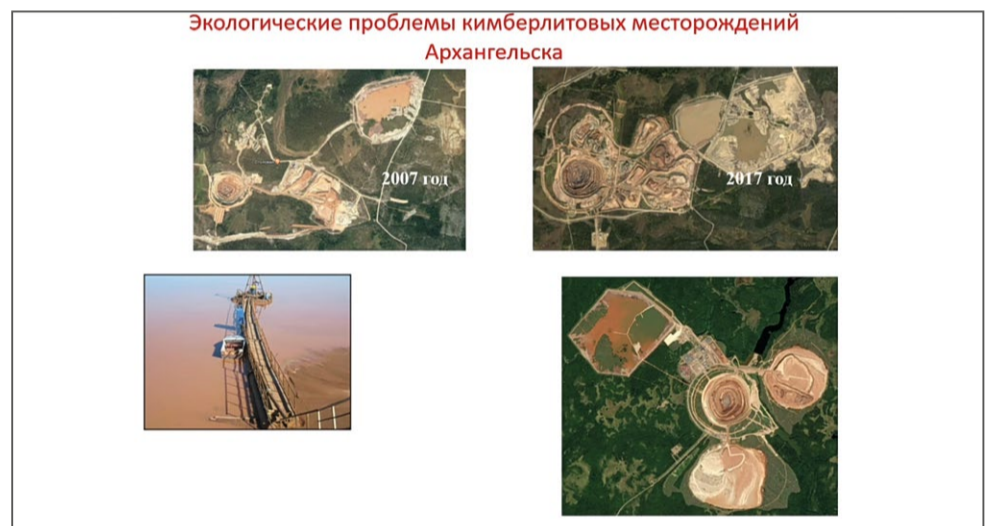 Экологические проблемы кимберлитовых месторождений
Архангельска
2007 год
2017 год